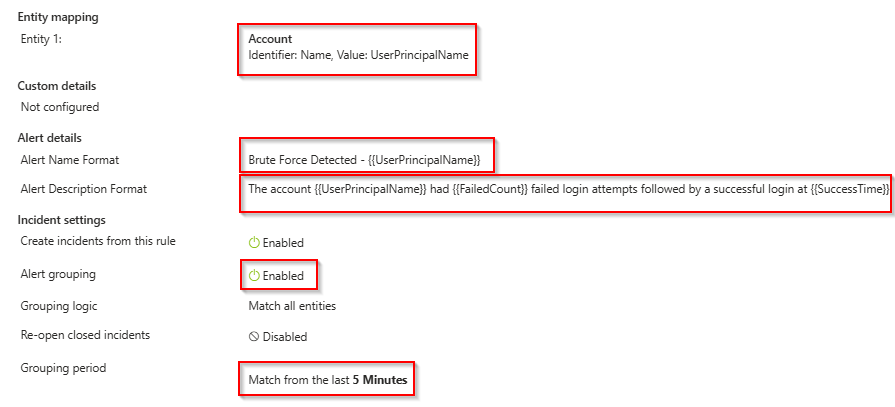 Entity mapping
Entity 1:
Account
Identifier: Name, Value: UserPrincipalName
Custom details
Not configured
Alert details
Alert Name Format
Brute Force Detected - {{UserPrincipalName}}
Alert Description Format
The account {{UserPrincipalName}} had {{FailedCount}} failed login attempts followed by a successful login at {{SuccessTime}}
Incident settings
Create incidents from this rule
Enabled
Alert grouping
Enabled
Grouping logic
Match all entities
Re-open closed incidents
Disabled
Grouping period
Match from the last 5 Minutes